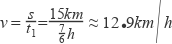 v = s/t₁ = 15km/(7/6 h) ≈ 12•9km/h